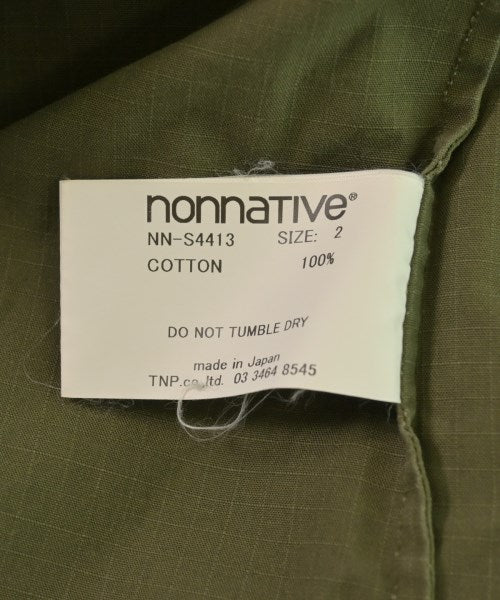 nonnative®
NN-S4413 SIZE: 2
COTTON 100%
DO NOT TUMBLE DRY
made in Japan
TNP.co.,ltd. 03 3464 8545